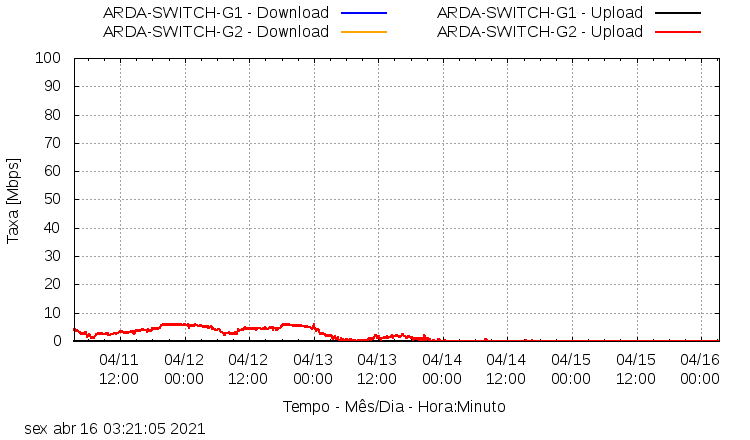 ARDA-SWITCH-G1 - Download ARDA-SWITCH-G1 - Upload
ARDA-SWITCH-G2 - Download ARDA-SWITCH-G2 - Upload
100
90
80
70
60
50
40
30
20
10
0
Taxa [Mbps]
04/11 04/12 04/12 04/13 04/13 04/14 04/14 04/15 04/15 04/16
12:00 00:00 12:00 00:00 12:00 00:00 12:00 00:00 12:00 00:00
Tempo - Mês/Dia - Hora:Minuto
sex abr 16 03:21:05 2021